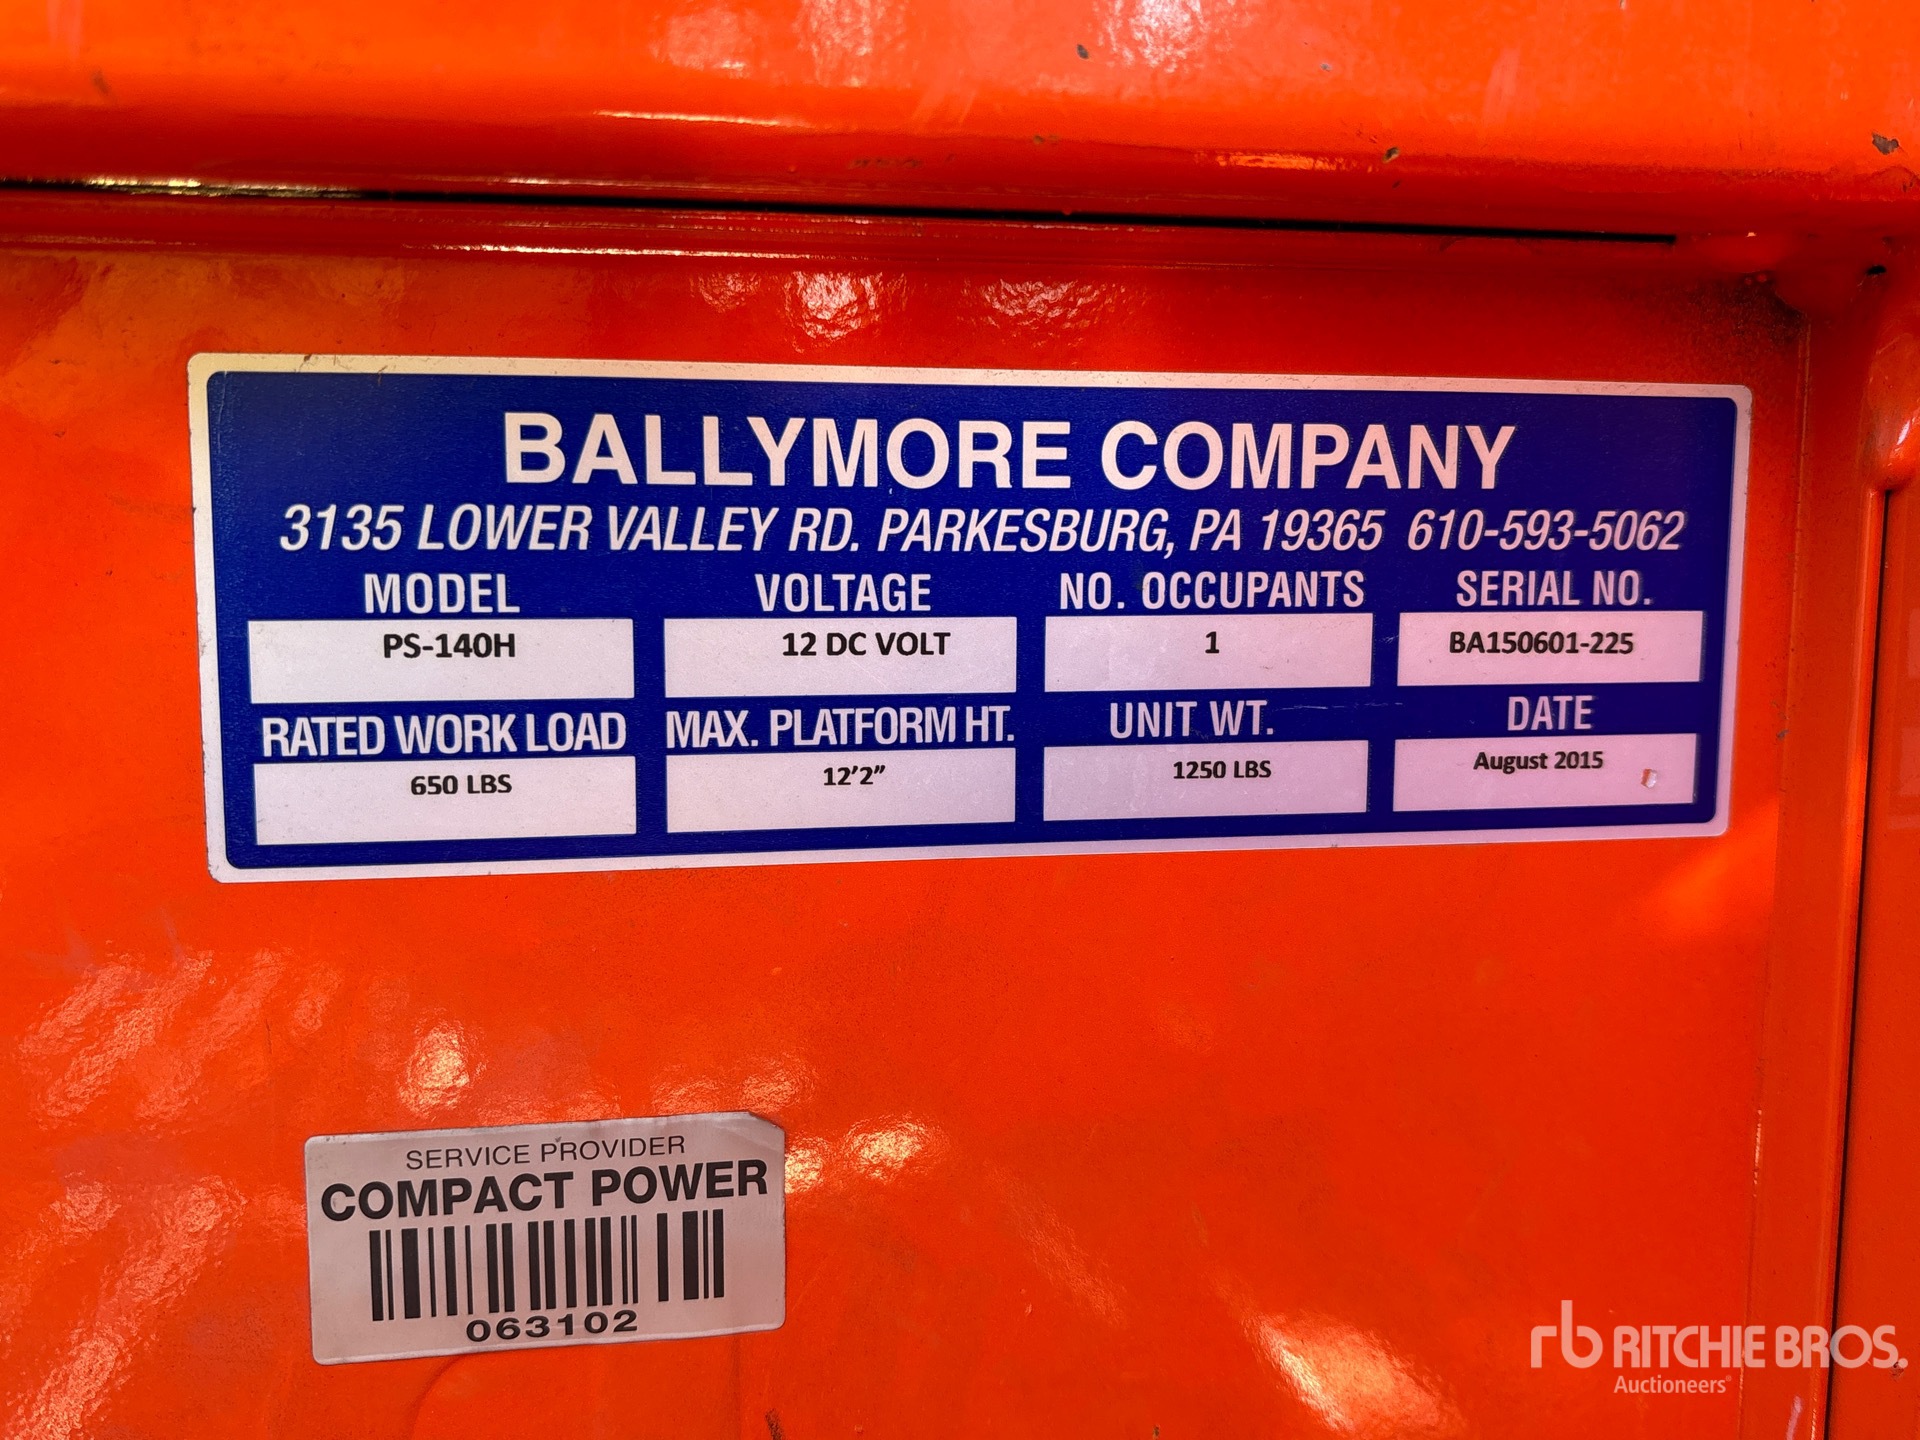 BALLYMORE COMPANY
3135 LOWER VALLEY RD. PARKESBURG, PA 19365 610-593-5062
MODEL VOLTAGE NO. OCCUPANTS SERIAL NO.
PS-140H 12 DC VOLT 1 BA150601-225
RATED WORK LOAD MAX. PLATFORM HT. UNIT WT. DATE
650 LBS 12'2" 1250 LBS August 2015
SERVICE PROVIDER
COMPACT POWER
063102
rb RITCHIE BROS.
Auctioneers®